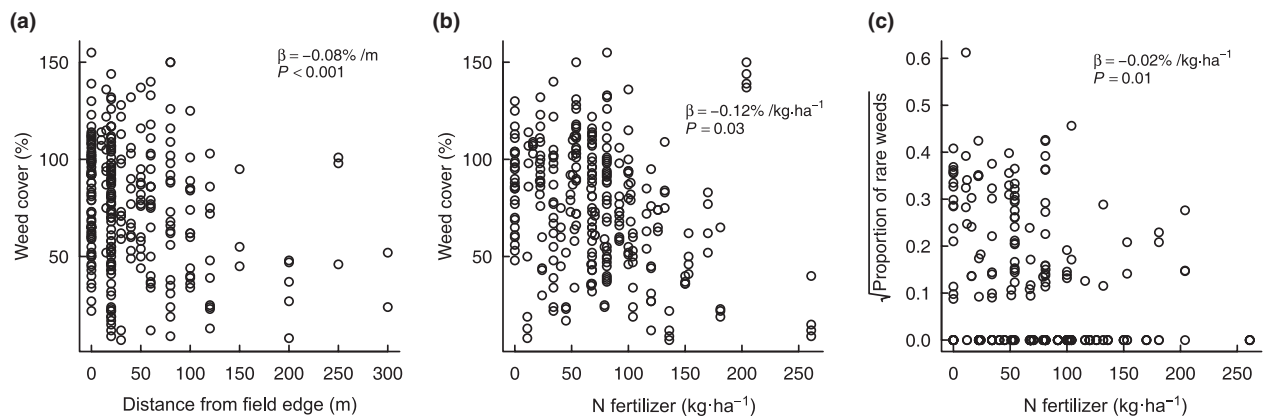 (a)
β = −0.08% /m
P < 0.001
Weed cover (%)
150
100
50
0 50 100 150 200 250 300
Distance from field edge (m)
(b)
β = −0.12% /kg·ha⁻¹
P = 0.03
Weed cover (%)
150
100
50
0 50 100 150 200 250
N fertilizer (kg·ha⁻¹)
(c)
β = −0.02% /kg·ha⁻¹
P = 0.01
√Proportion of rare weeds
0.6
0.5
0.4
0.3
0.2
0.1
0.0
0 50 100 150 200 250
N fertilizer (kg·ha⁻¹)